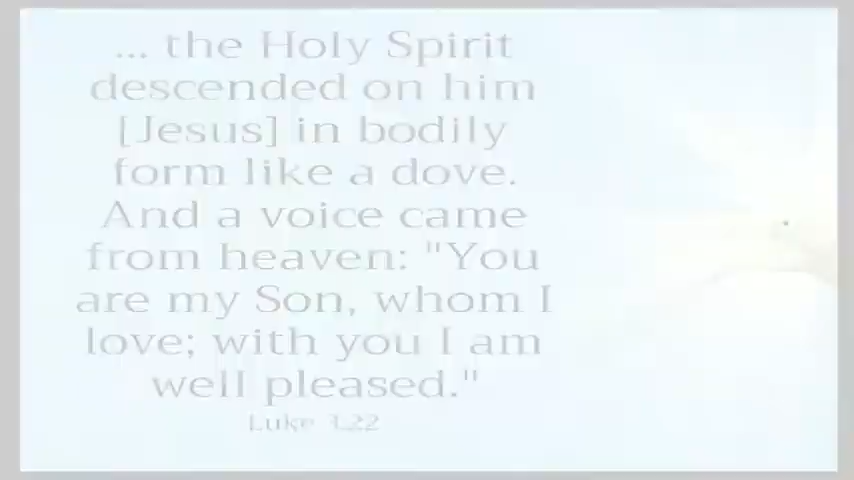 ... the Holy Spirit
descended on him
[Jesus] in bodily
form like a dove.
And a voice came
from heaven: "You
are my Son, whom I
love; with you I am
well pleased."
Luke 3.22